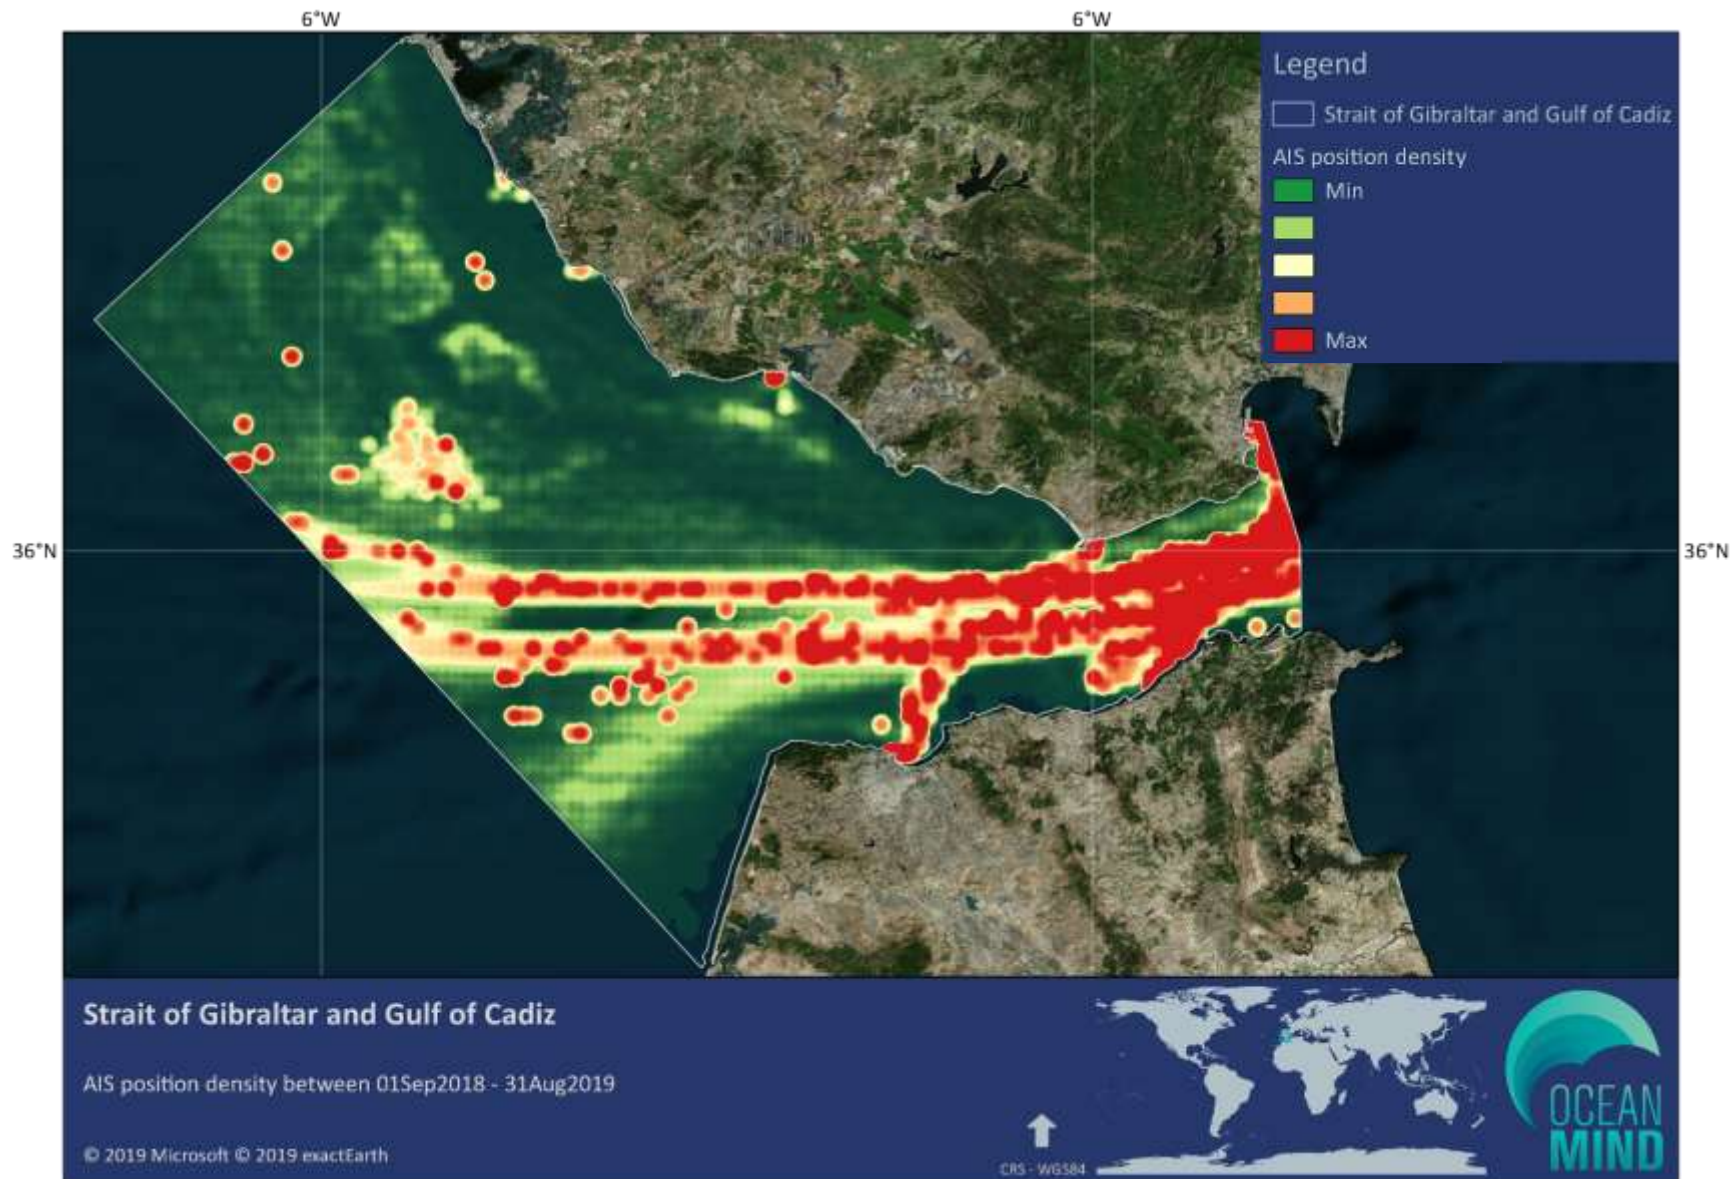 6°W 6°W
Legend
Strait of Gibraltar and Gulf of Cadiz
AIS position density
Min
Max
36°N 36°N
Strait of Gibraltar and Gulf of Cadiz
AIS position density between 01Sep2018 - 31Aug2019
© 2019 Microsoft © 2019 exactEarth
CRS - WGS84
OCEAN
MIND